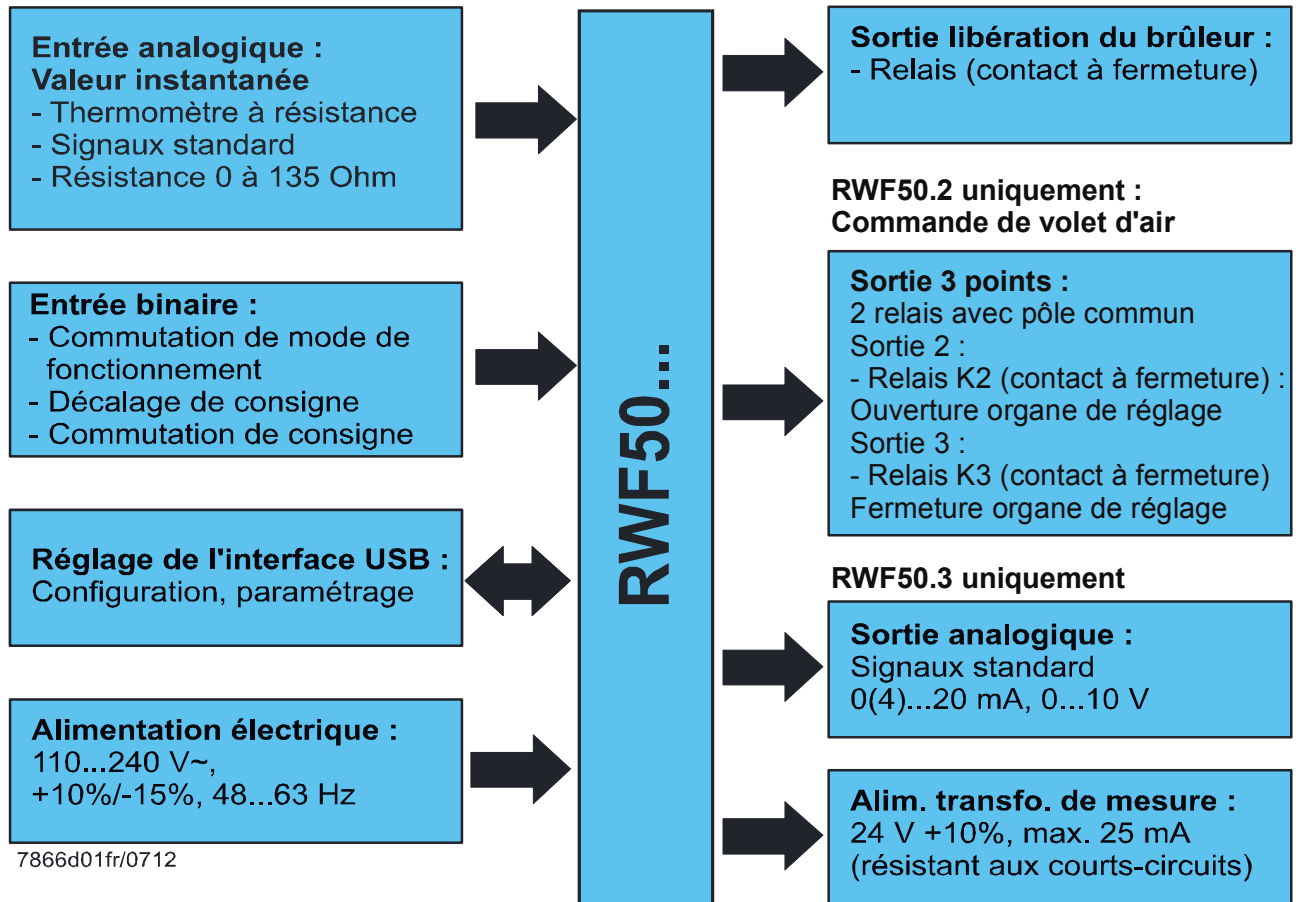 Entrée analogique :
Valeur instantanée
- Thermomètre à résistance
- Signaux standard
- Résistance 0 à 135 Ohm
Entrée binaire :
- Commutation de mode de
fonctionnement
- Décalage de consigne
- Commutation de consigne
Réglage de l'interface USB :
Configuration, paramétrage
Alimentation électrique :
110...240 V~,
+10%/-15%, 48...63 Hz
7866d01fr/0712
RWF50...
Sortie libération du brûleur :
- Relais (contact à fermeture)
RWF50.2 uniquement :
Commande de volet d'air
Sortie 3 points :
2 relais avec pôle commun
Sortie 2 :
- Relais K2 (contact à fermeture) :
Ouverture organe de réglage
Sortie 3 :
- Relais K3 (contact à fermeture)
Fermeture organe de réglage
RWF50.3 uniquement
Sortie analogique :
Signaux standard
0(4)...20 mA, 0...10 V
Alim. transfo. de mesure :
24 V +10%, max. 25 mA
(résistant aux courts-circuits)